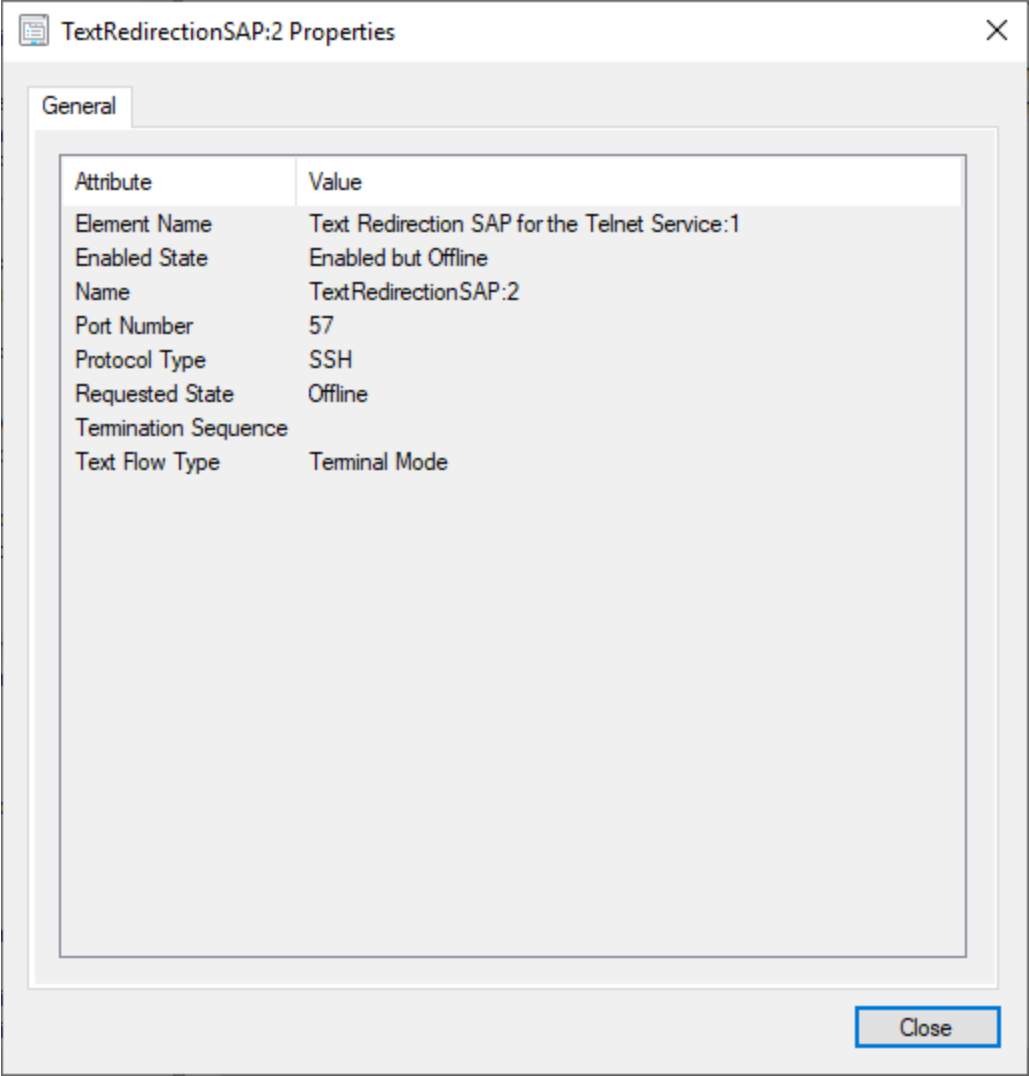 TextRedirectionSAP:2 Properties
General
Attribute Value
Element Name Text Redirection SAP for the Telnet Service:1
Enabled State Enabled but Offline
Name TextRedirectionSAP:2
Port Number 57
Protocol Type SSH
Requested State Offline
Termination Sequence
Text Flow Type Terminal Mode
Close